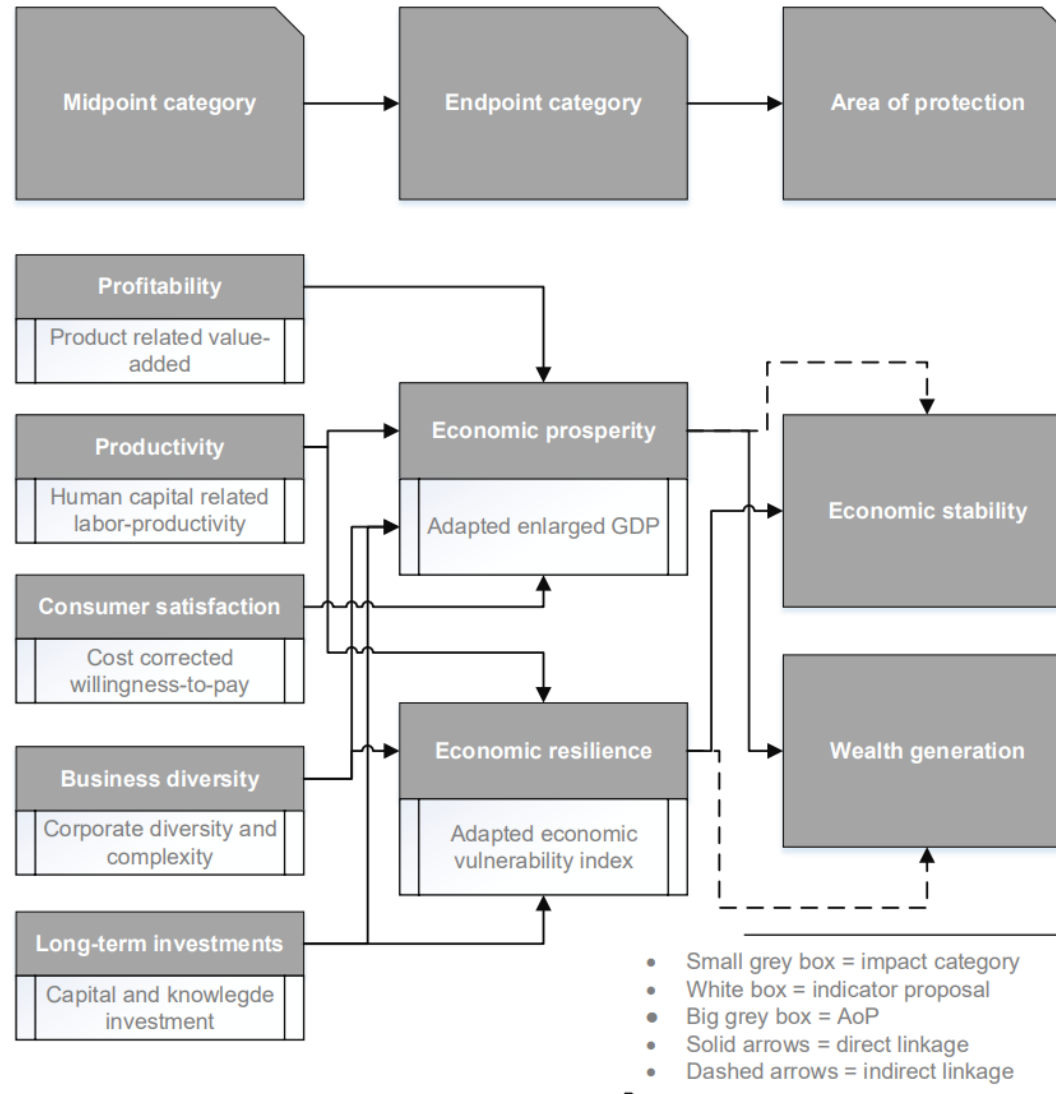 Midpoint category
Endpoint category
Area of protection
Profitability
Product related value-
added
Productivity
Human capital related
labor-productivity
Consumer satisfaction
Cost corrected
willingness-to-pay
Business diversity
Corporate diversity and
complexity
Long-term investments
Capital and knowlegde
investment
Economic prosperity
Adapted enlarged GDP
Economic resilience
Adapted economic
vulnerability index
Economic stability
Wealth generation
• Small grey box = impact category
• White box = indicator proposal
• Big grey box = AoP
• Solid arrows = direct linkage
• Dashed arrows = indirect linkage